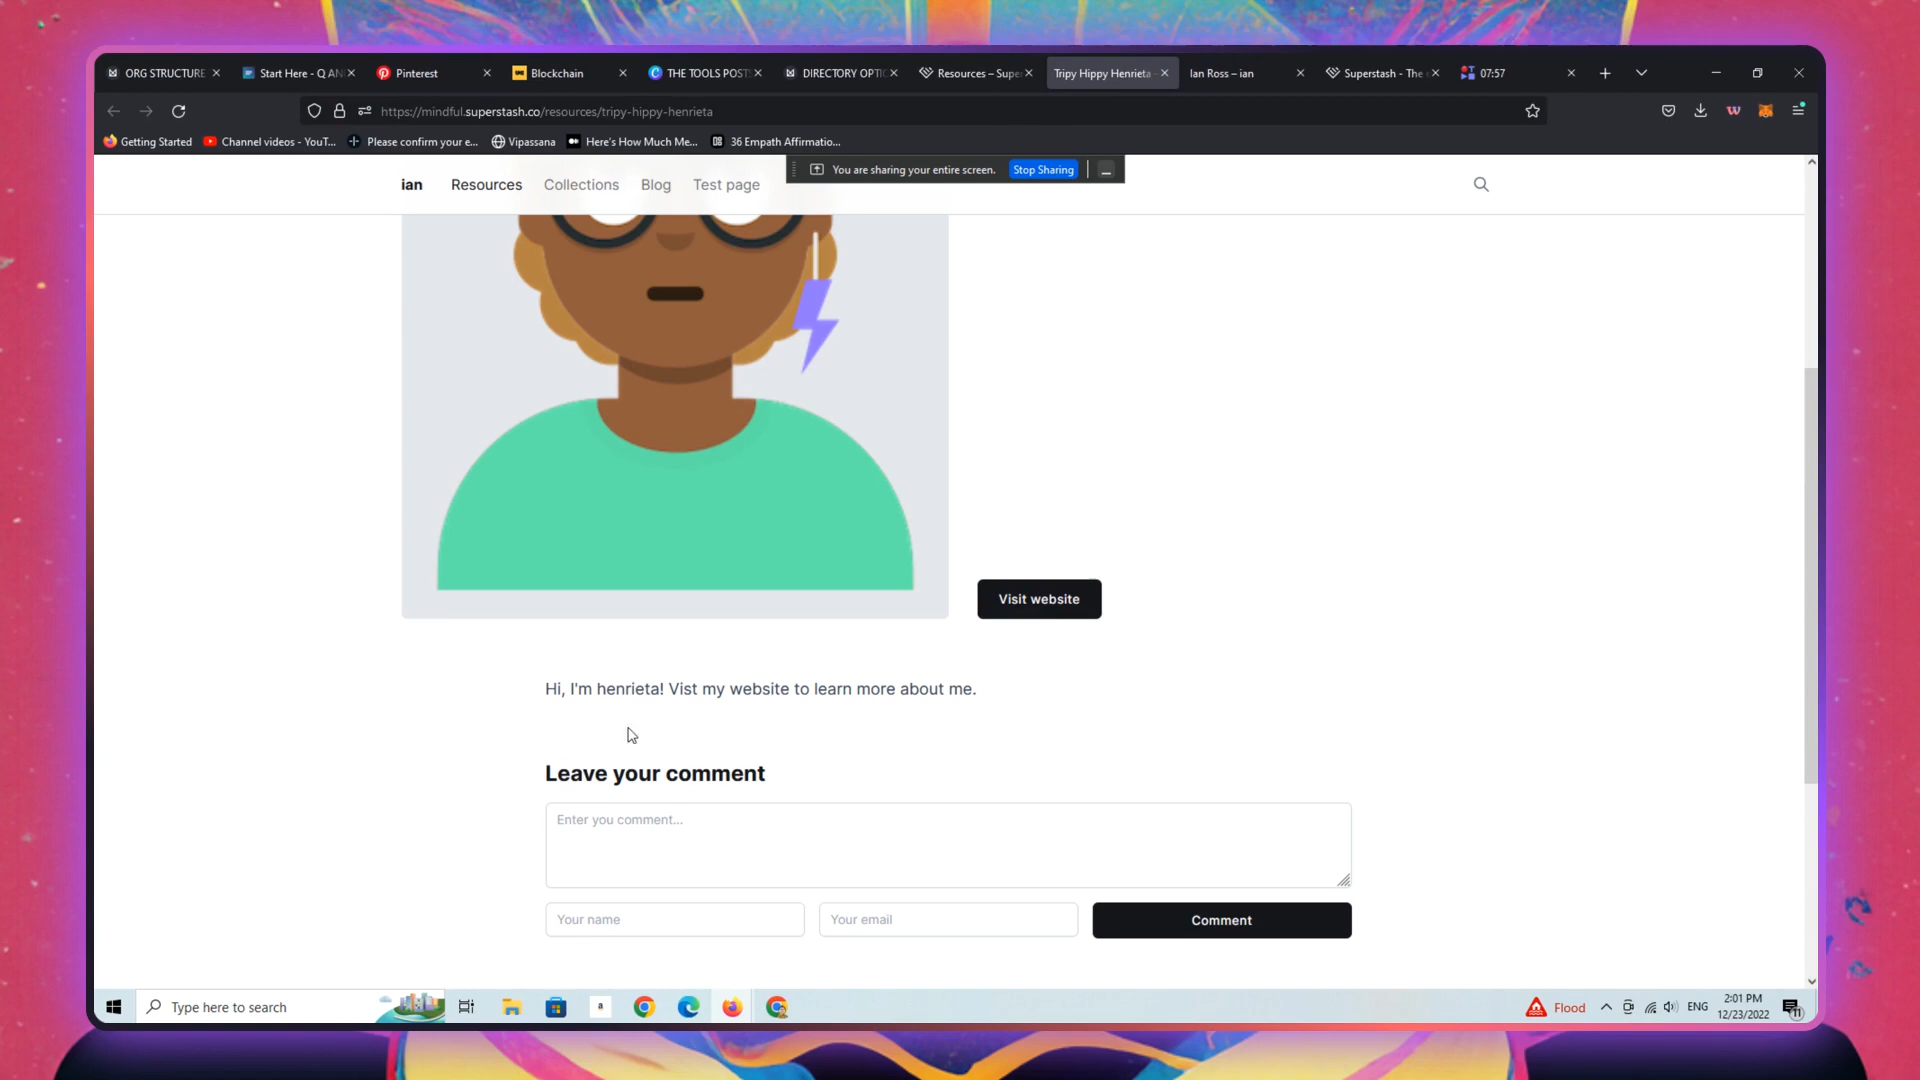 ORG STRUCTURE
Start Here - Q AN
Pinterest
Blockchain
THE TOOLS POST
DIRECTORY OPTI
Resources – Super
Tripy Hippy Henrieta
Ian Ross – ian
Superstash - The
07:57
https://mindful.superstash.co/resources/tripy-hippy-henrieta
Getting Started
Channel videos - YouT...
Please confirm your e...
Vipassana
Here's How Much Me...
36 Empath Affirmatio...
You are sharing your entire screen.
Stop Sharing
ian
Resources
Collections
Blog
Test page
Visit website
Hi, I'm henrieta! Vist my website to learn more about me.
Leave your comment
Enter you comment...
Your name
Your email
Comment
Type here to search
Flood
ENG
2:01 PM
12/23/2022
11